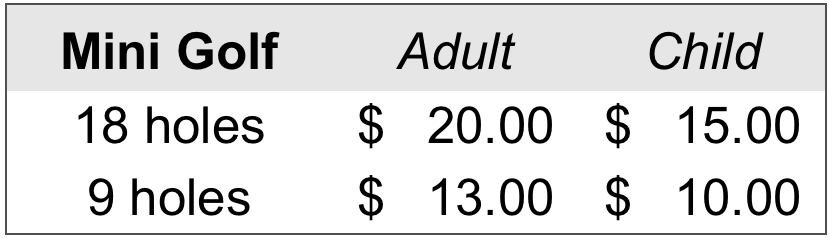 Mini Golf Adult Child
18 holes $ 20.00 $ 15.00
9 holes $ 13.00 $ 10.00